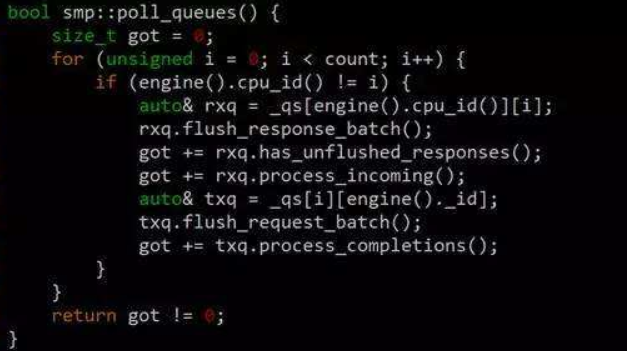 bool smp::poll_queues() {
    size_t got = 0;
    for (unsigned i = 0; i < count; i++) {
        if (engine().cpu_id() != i) {
            auto& rxq = _qs[engine().cpu_id()][i];
            rxq.flush_response_batch();
            got += rxq.has_unflushed_responses();
            got += rxq.process_incoming();
            auto& txq = _qs[i][engine()._id];
            txq.flush_request_batch();
            got += txq.process_completions();
        }
    }
    return got != 0;
}